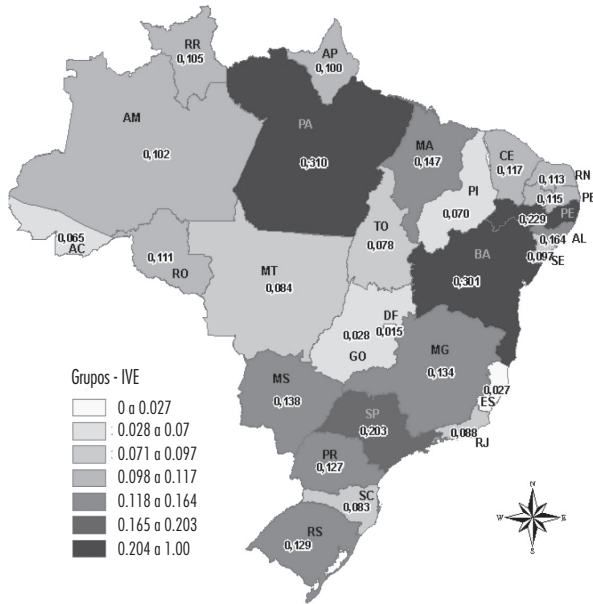 RR
0,105
AP
0,100
AM
0,102
PA
0,310
MA
0,147
CE
0,117
0,113
RN
PI
0,070
0,115
PB
PE
0,229
0,164
AL
0,097
SE
TO
0,078
0,065
AC
0,111
RO
MT
0,084
BA
0,301
DF
0,015
0,028
GO
MG
0,134
0,027
ES
MS
0,138
SP
0,203
0,088
RJ
PR
0,127
SC
0,083
RS
0,129
Grupos - IVE
0 a 0.027
0.028 a 0.07
0.071 a 0.097
0.098 a 0.117
0.118 a 0.164
0.165 a 0.203
0.204 a 1.00
N
W
E
S